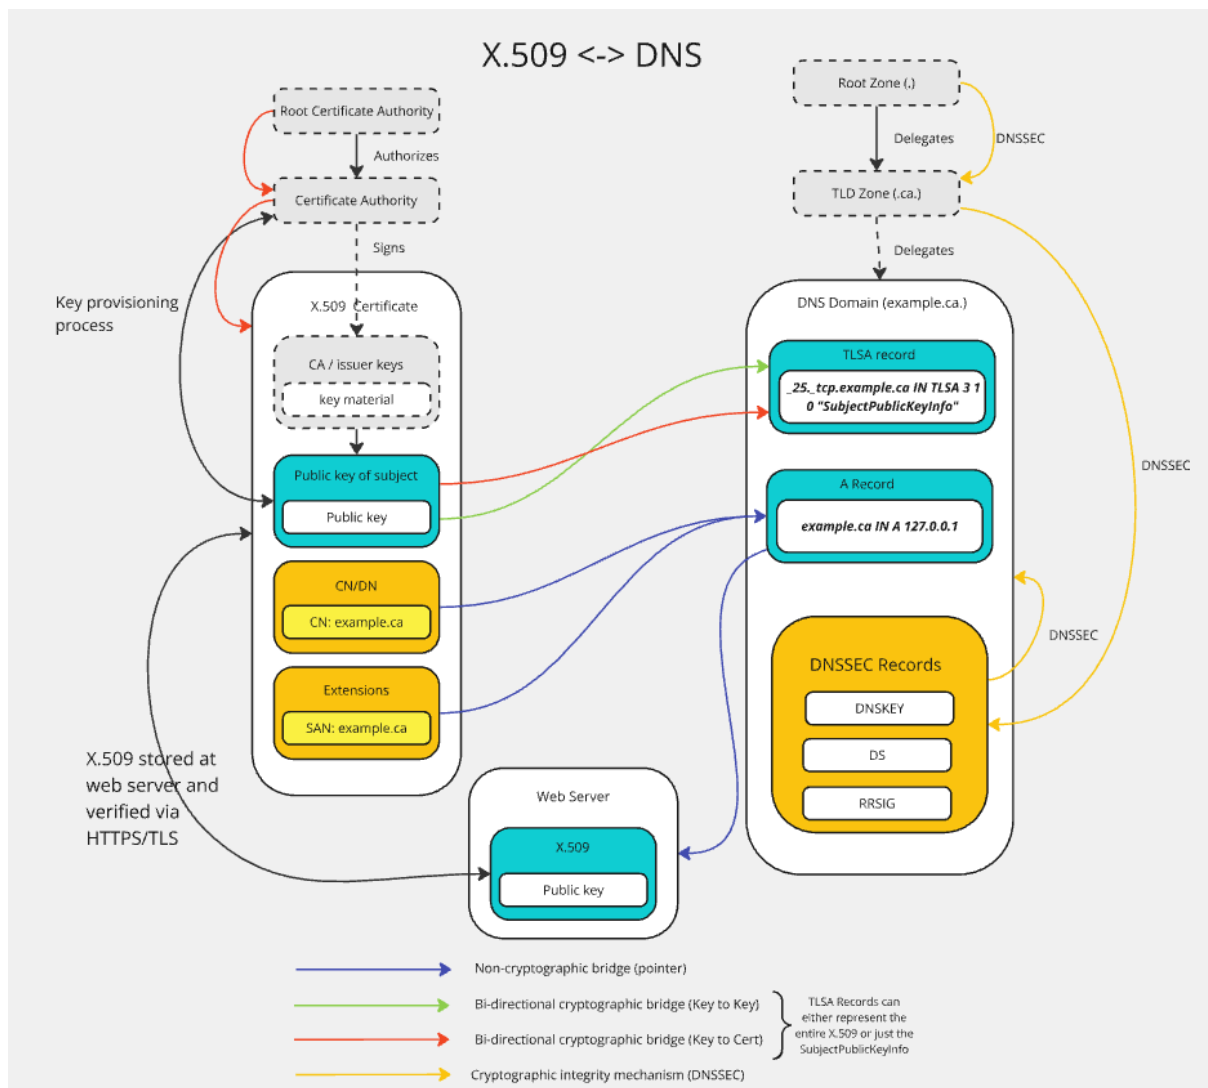 X.509 <-> DNS
Root Certificate Authority
Authorizes
Certificate Authority
Signs
Key provisioning
process
X.509 Certificate
CA / issuer keys
key material
Public key of subject
Public key
CN/DN
CN: example.ca
Extensions
SAN: example.ca
X.509 stored at
web server and
verified via
HTTPS/TLS
Root Zone (.)
Delegates
DNSSEC
TLD Zone (.ca.)
Delegates
DNS Domain (example.ca.)
TLSA record
_25._tcp.example.ca IN TLSA 3 1
0 "SubjectPublicKeyInfo"
A Record
example.ca IN A 127.0.0.1
DNSSEC
DNSSEC
DNSSEC Records
DNSKEY
DS
RRSIG
Web Server
X.509
Public key
Non-cryptographic bridge (pointer)
Bi-directional cryptographic bridge (Key to Key)
Bi-directional cryptographic bridge (Key to Cert)
Cryptographic integrity mechanism (DNSSEC)
TLSA Records can
either represent the
entire X.509 or just the
SubjectPublicKeyInfo